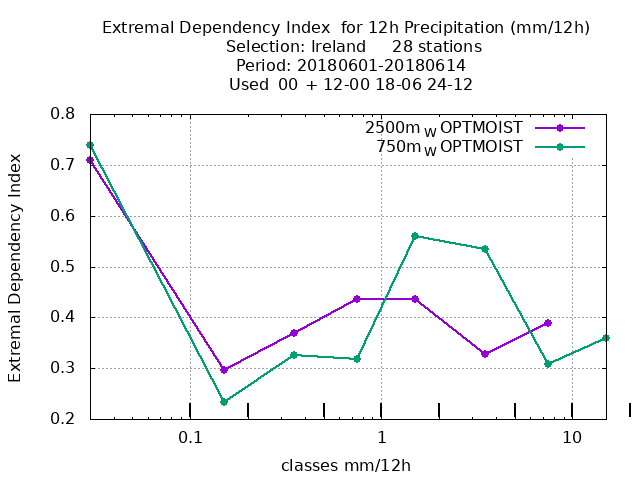 Extremal Dependency Index  for 12h Precipitation (mm/12h)
Selection: Ireland     28 stations
Period: 20180601-20180614
Used  00 + 12-00 18-06 24-12
2500m W OPTMOIST
750m W OPTMOIST
Extremal Dependency Index
0.8
0.7
0.6
0.5
0.4
0.3
0.2
0.1 1 10
classes mm/12h